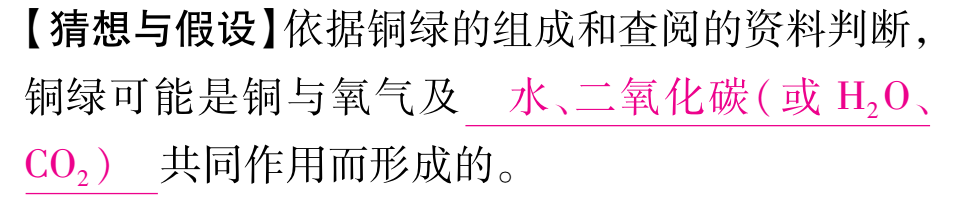 【猜想与假设】依据铜绿的组成和查阅的资料判断，
铜绿可能是铜与氧气及 水、二氧化碳(或 H₂O、
CO₂) 共同作用而形成的。